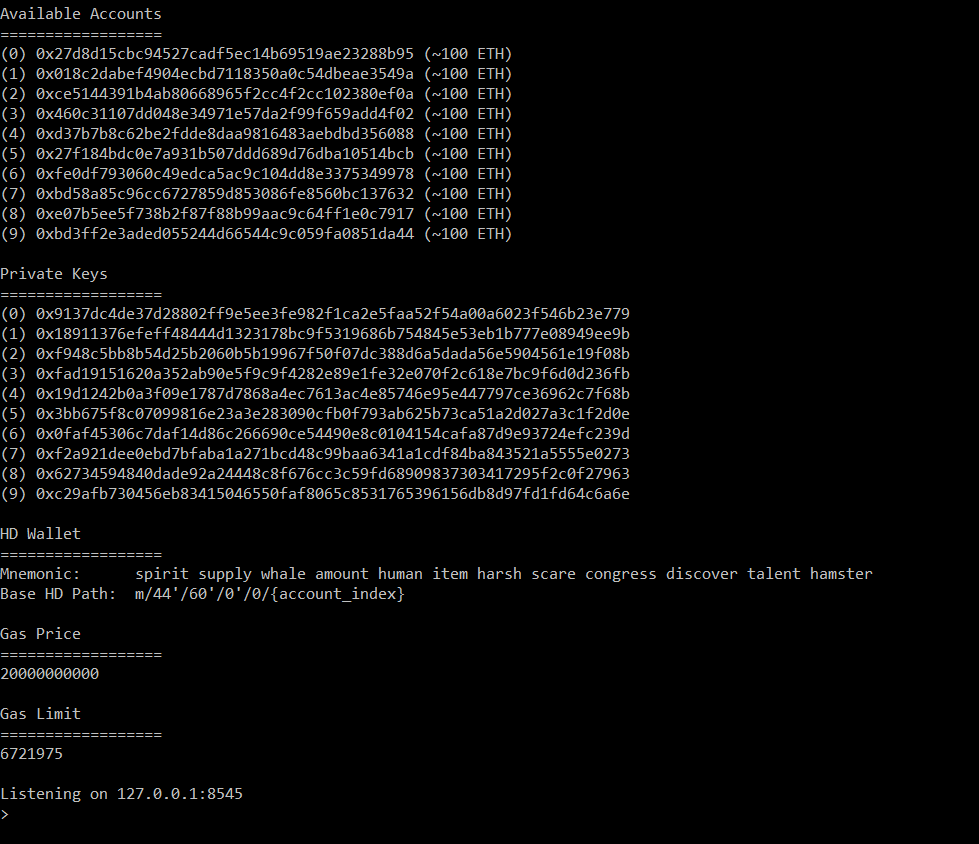 Available Accounts
==================
(0) 0x27d8d15cbc94527cadf5ec14b69519ae23288b95 (~100 ETH)
(1) 0x018c2dabef4904ecbd7118350a0c54dbeae3549a (~100 ETH)
(2) 0xce5144391b4ab80668965f2cc4f2cc102380ef0a (~100 ETH)
(3) 0x460c31107dd048e34971e57da2f99f659add4f02 (~100 ETH)
(4) 0xd37b7b8c62be2fdde8daa9816483aebdbd356088 (~100 ETH)
(5) 0x27f184bdc0e7a931b507ddd689d76dba10514bcb (~100 ETH)
(6) 0xfe0df793060c49edca5ac9c104dd8e3375349978 (~100 ETH)
(7) 0xbd58a85c96cc6727859d853086fe8560bc137632 (~100 ETH)
(8) 0xe07b5ee5f738b2f87f88b99aac9c64ff1e0c7917 (~100 ETH)
(9) 0xbd3ff2e3aded055244d66544c9c059fa0851da44 (~100 ETH)
Private Keys
==================
(0) 0x9137dc4de37d28802ff9e5ee3fe982f1ca2e5faa52f54a00a6023f546b23e779
(1) 0x18911376efeff48444d1323178bc9f5319686b754845e53eb1b777e08949ee9b
(2) 0xf948c5bb8b54d25b2060b5b19967f50f07dc388d6a5dada56e5904561e19f08b
(3) 0xfad19151620a352ab90e5f9c9f4282e89e1fe32e070f2c618e7bc9f6d0d236fb
(4) 0x19d1242b0a3f09e1787d7868a4ec7613ac4e85746e95e447797ce36962c7f68b
(5) 0x3bb675f8c07099816e23a3e283090cfb0f793ab625b73ca51a2d027a3c1f2d0e
(6) 0x0faf45306c7daf14d86c266690ce54490e8c0104154cafa87d9e93724efc239d
(7) 0xf2a921dee0ebd7bfaba1a271bcd48c99baa6341a1cdf84ba843521a5555e0273
(8) 0x62734594840dade92a24448c8f676cc3c59fd68909837303417295f2c0f27963
(9) 0xc29afb730456eb83415046550faf8065c8531765396156db8d97fd1fd64c6a6e
HD Wallet
==================
Mnemonic:      spirit supply whale amount human item harsh scare congress discover talent hamster
Base HD Path:  m/44'/60'/0'/0/{account_index}
Gas Price
==================
20000000000
Gas Limit
==================
6721975
Listening on 127.0.0.1:8545
>